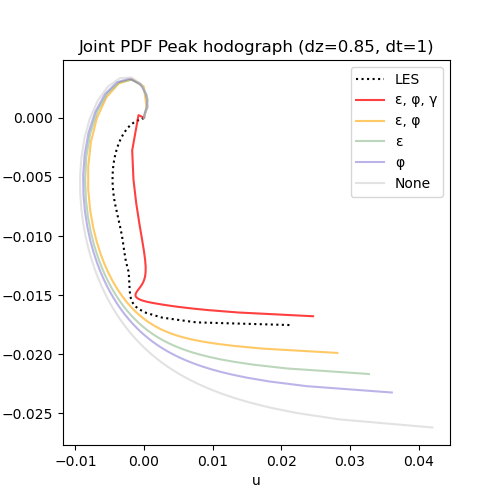 Joint PDF Peak hodograph (dz=0.85, dt=1)
LES
ε, φ, γ
ε, φ
ε
φ
None
0.000
−0.005
−0.010
−0.015
−0.020
−0.025
−0.01 0.00 0.01 0.02 0.03 0.04
u